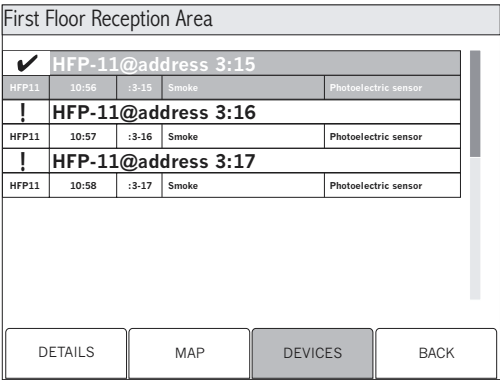 First Floor Reception Area
✔ HFP-11@address 3:15
HFP11 10:56 :3-15 Smoke Photoelectric sensor
! HFP-11@address 3:16
HFP11 10:57 :3-16 Smoke Photoelectric sensor
! HFP-11@address 3:17
HFP11 10:58 :3-17 Smoke Photoelectric sensor
DETAILS MAP DEVICES BACK